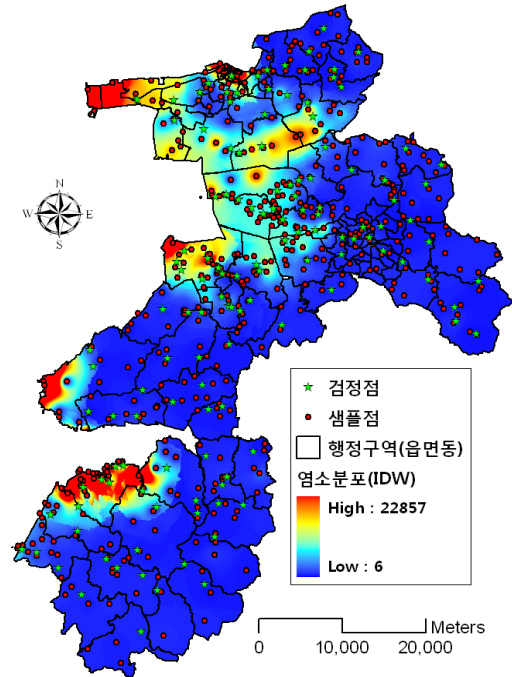 N
W E
S
검정점
샘플점
행정구역(읍면동)
염소분포(IDW)
High : 22857
Low : 6
Meters
0 10,000 20,000